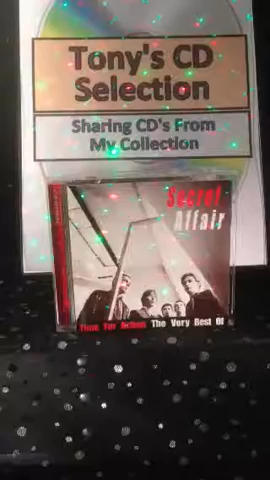 Tony's CD
Selection
Sharing CD's From
My Collection
Secret
Affair
Time For Action The Very Best Of